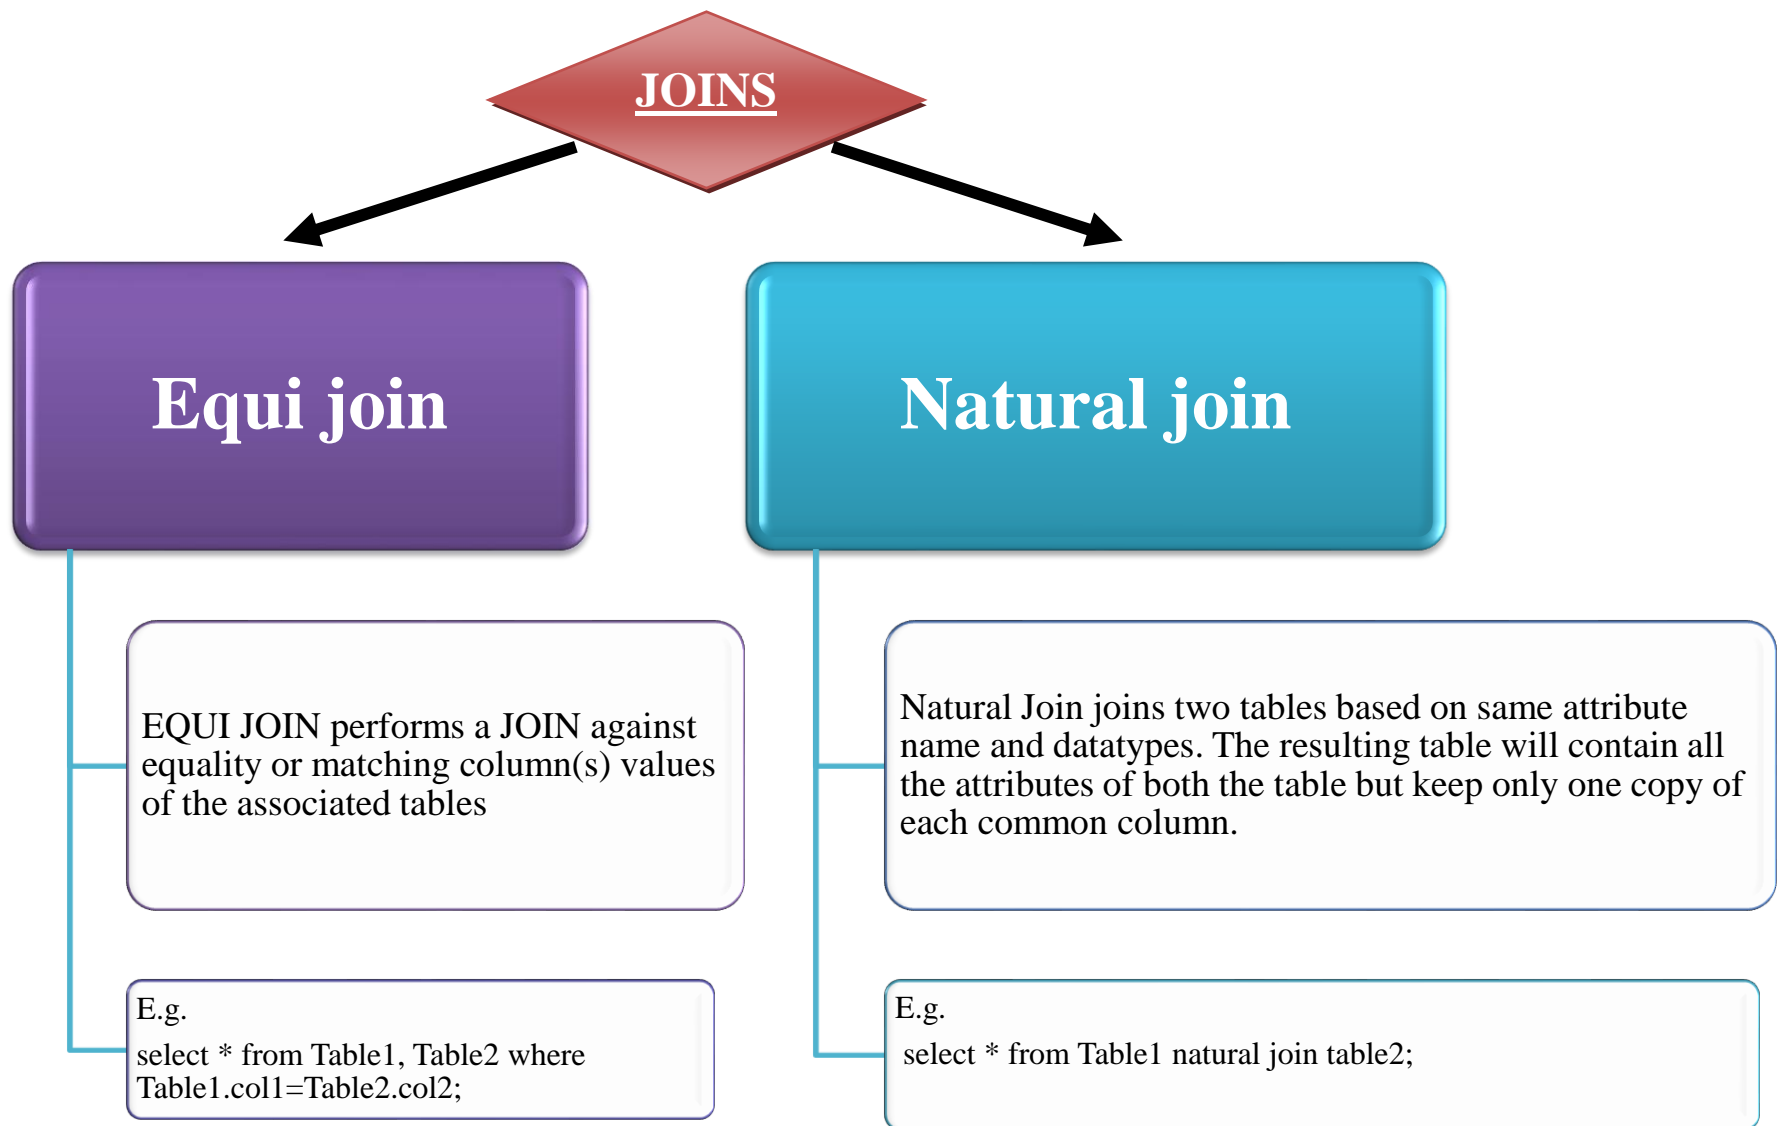 JOINS
Equi join
EQUI JOIN performs a JOIN against
equality or matching column(s) values
of the associated tables
E.g.
select * from Table1, Table2 where
Table1.col1=Table2.col2;
Natural join
Natural Join joins two tables based on same attribute
name and datatypes. The resulting table will contain all
the attributes of both the table but keep only one copy of
each common column.
E.g.
select * from Table1 natural join table2;